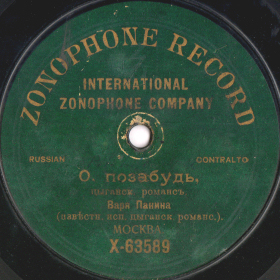 ZONOPHONE RECORD
INTERNATIONAL
ZONOPHONE COMPANY
RUSSIAN CONTRALTO
О, позабудь,
цыганск. романсъ.
Варя Панина
(извѣстн. исп. цыганск. романс.).
МОСКВА
X-63589